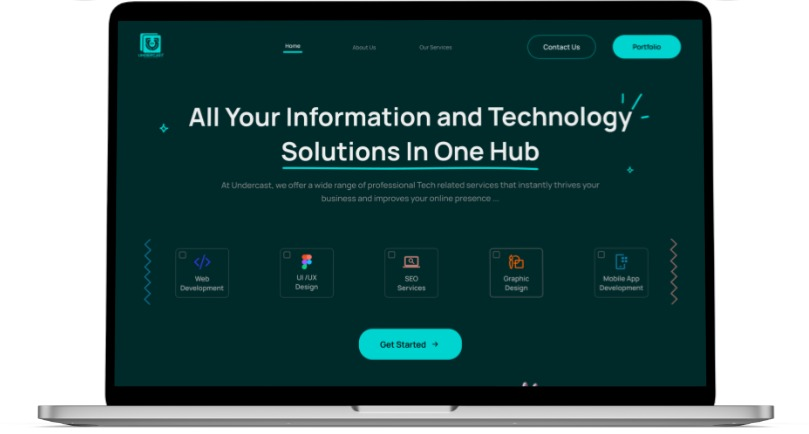 UNDERCAST
Home
About Us
Our Services
Contact Us
Portfolio
All Your Information and Technology
Solutions In One Hub
At Undercast, we offer a wide range of professional Tech related services that instantly thrives your
business and improves your online presence ...
Web
Development
UI /UX
Design
SEO
Services
Graphic
Design
Mobile App
Development
Get Started →